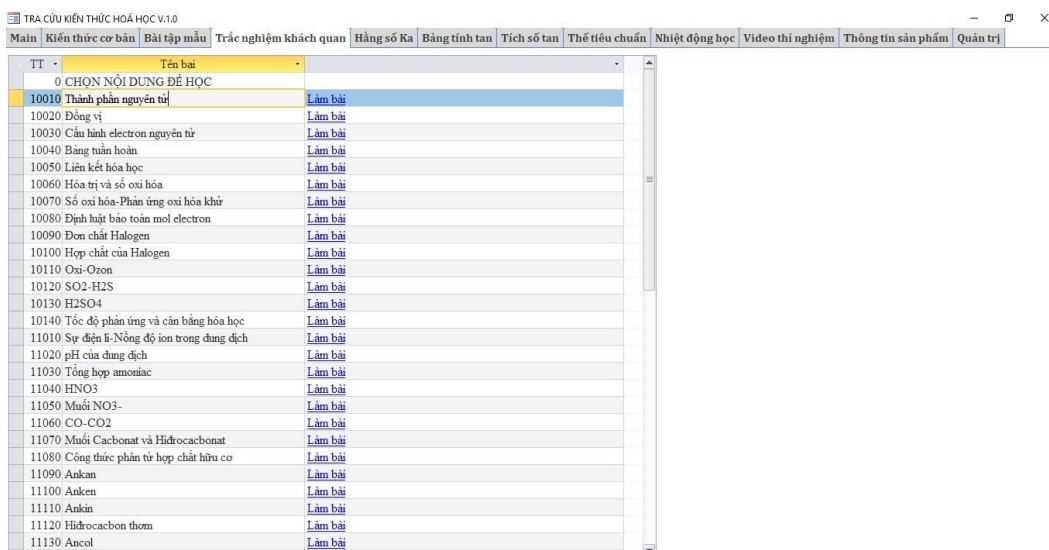 TRA CỨU KIẾN THỨC HOÁ HỌC V.1.0
Main Kiến thức cơ bản Bài tập mẫu Trắc nghiệm khách quan Hằng số Ka Bảng tính tan Tích số tan Thế tiêu chuẩn Nhiệt động học Video thí nghiệm Thông tin sản phẩm Quản trị
TT Tên bai
0 CHỌN NỘI DUNG ĐỂ HỌC
10010 Thành phần nguyên tử Làm bài
10020 Đồng vị Làm bài
10030 Cấu hình electron nguyên tử Làm bài
10040 Bảng tuần hoàn Làm bài
10050 Liên kết hóa học Làm bài
10060 Hóa trị và số oxi hóa Làm bài
10070 Số oxi hóa-Phản ứng oxi hóa khử Làm bài
10080 Định luật bảo toàn mol electron Làm bài
10090 Đơn chất Halogen Làm bài
10100 Hợp chất của Halogen Làm bài
10110 Oxi-Ozon Làm bài
10120 SO2-H2S Làm bài
10130 H2SO4 Làm bài
10140 Tốc độ phản ứng và cân bằng hóa học Làm bài
11010 Sự điện li-Nồng độ ion trong dung dịch Làm bài
11020 pH của dung dịch Làm bài
11030 Tổng hợp amoniac Làm bài
11040 HNO3 Làm bài
11050 Muối NO3- Làm bài
11060 CO-CO2 Làm bài
11070 Muối Cacbonat và Hiđrocacbonat Làm bài
11080 Công thức phân tử hợp chất hữu cơ Làm bài
11090 Ankan Làm bài
11100 Anken Làm bài
11110 Ankin Làm bài
11120 Hiđrocacbon thơm Làm bài
11130 Ancol Làm bài